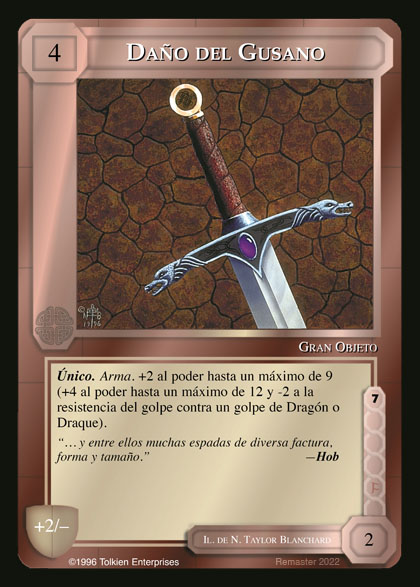 4
DAÑO DEL GUSANO
GRAN OBJETO
Único. Arma. +2 al poder hasta un máximo de 9
(+4 al poder hasta un máximo de 12 y -2 a la
resistencia del golpe contra un golpe de Dragón o
Draque).
“… y entre ellos muchas espadas de diversa factura,
forma y tamaño.” –Hob
7
+2/–
IL. DE N. TAYLOR BLANCHARD
2
©1996 Tolkien Enterprises
Remaster 2022